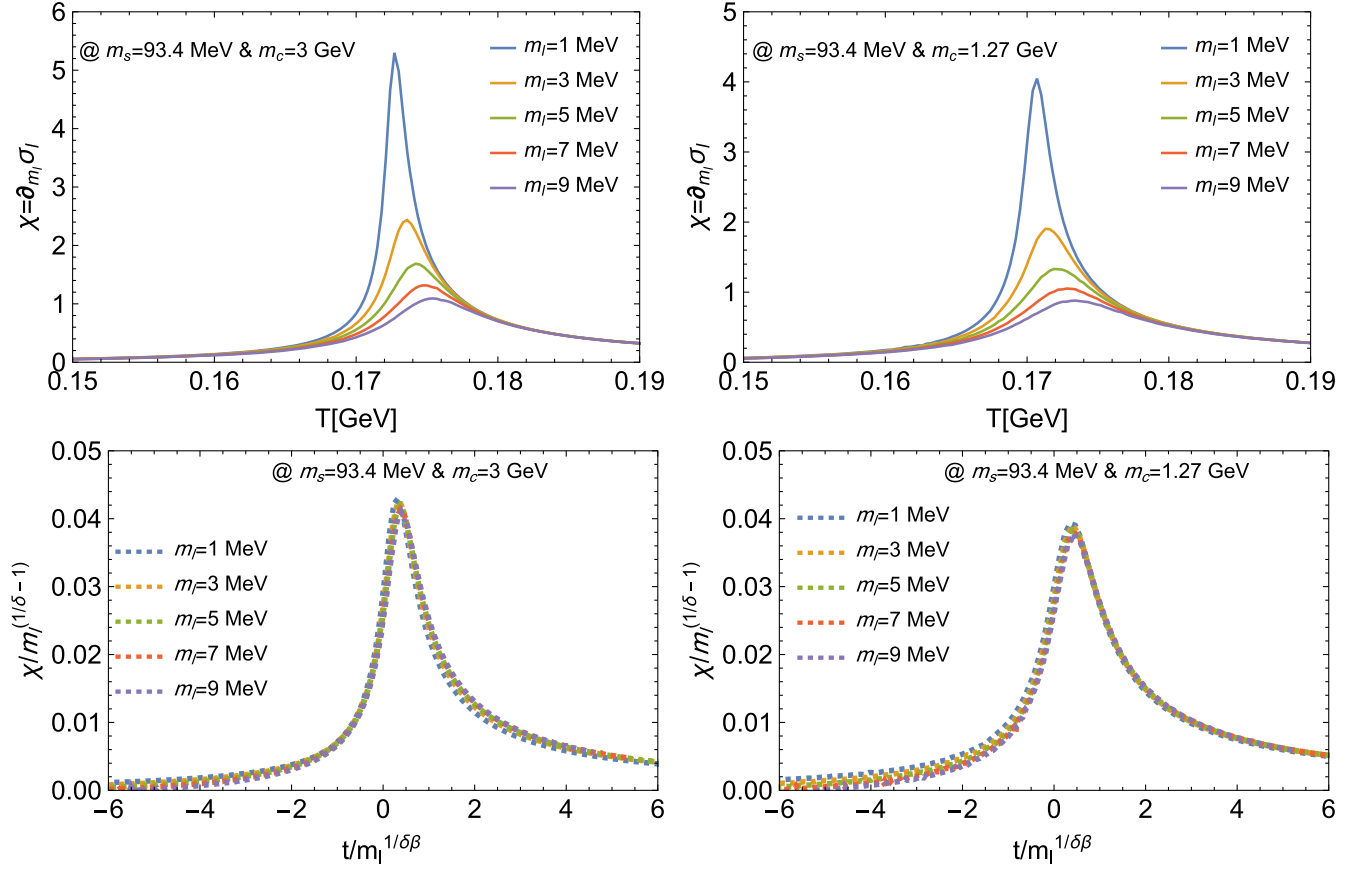 @ mₛ=93.4 MeV & m_c=3 GeV
m_l=1 MeV
m_l=3 MeV
m_l=5 MeV
m_l=7 MeV
m_l=9 MeV
χ=∂_{m_l}σ_l
0 1 2 3 4 5 6
0.15 0.16 0.17 0.18 0.19
T[GeV]
@ mₛ=93.4 MeV & m_c=1.27 GeV
m_l=1 MeV
m_l=3 MeV
m_l=5 MeV
m_l=7 MeV
m_l=9 MeV
χ=∂_{m_l}σ_l
0 1 2 3 4 5
0.15 0.16 0.17 0.18 0.19
T[GeV]
@ mₛ=93.4 MeV & m_c=3 GeV
m_l=1 MeV
m_l=3 MeV
m_l=5 MeV
m_l=7 MeV
m_l=9 MeV
χ/m_l^{(1/δ-1)}
0.00 0.01 0.02 0.03 0.04 0.05
−6 −4 −2 0 2 4 6
t/m_l^{1/δβ}
@ mₛ=93.4 MeV & m_c=1.27 GeV
m_l=1 MeV
m_l=3 MeV
m_l=5 MeV
m_l=7 MeV
m_l=9 MeV
χ/m_l^{(1/δ-1)}
0.00 0.01 0.02 0.03 0.04 0.05
−6 −4 −2 0 2 4 6
t/m_l^{1/δβ}